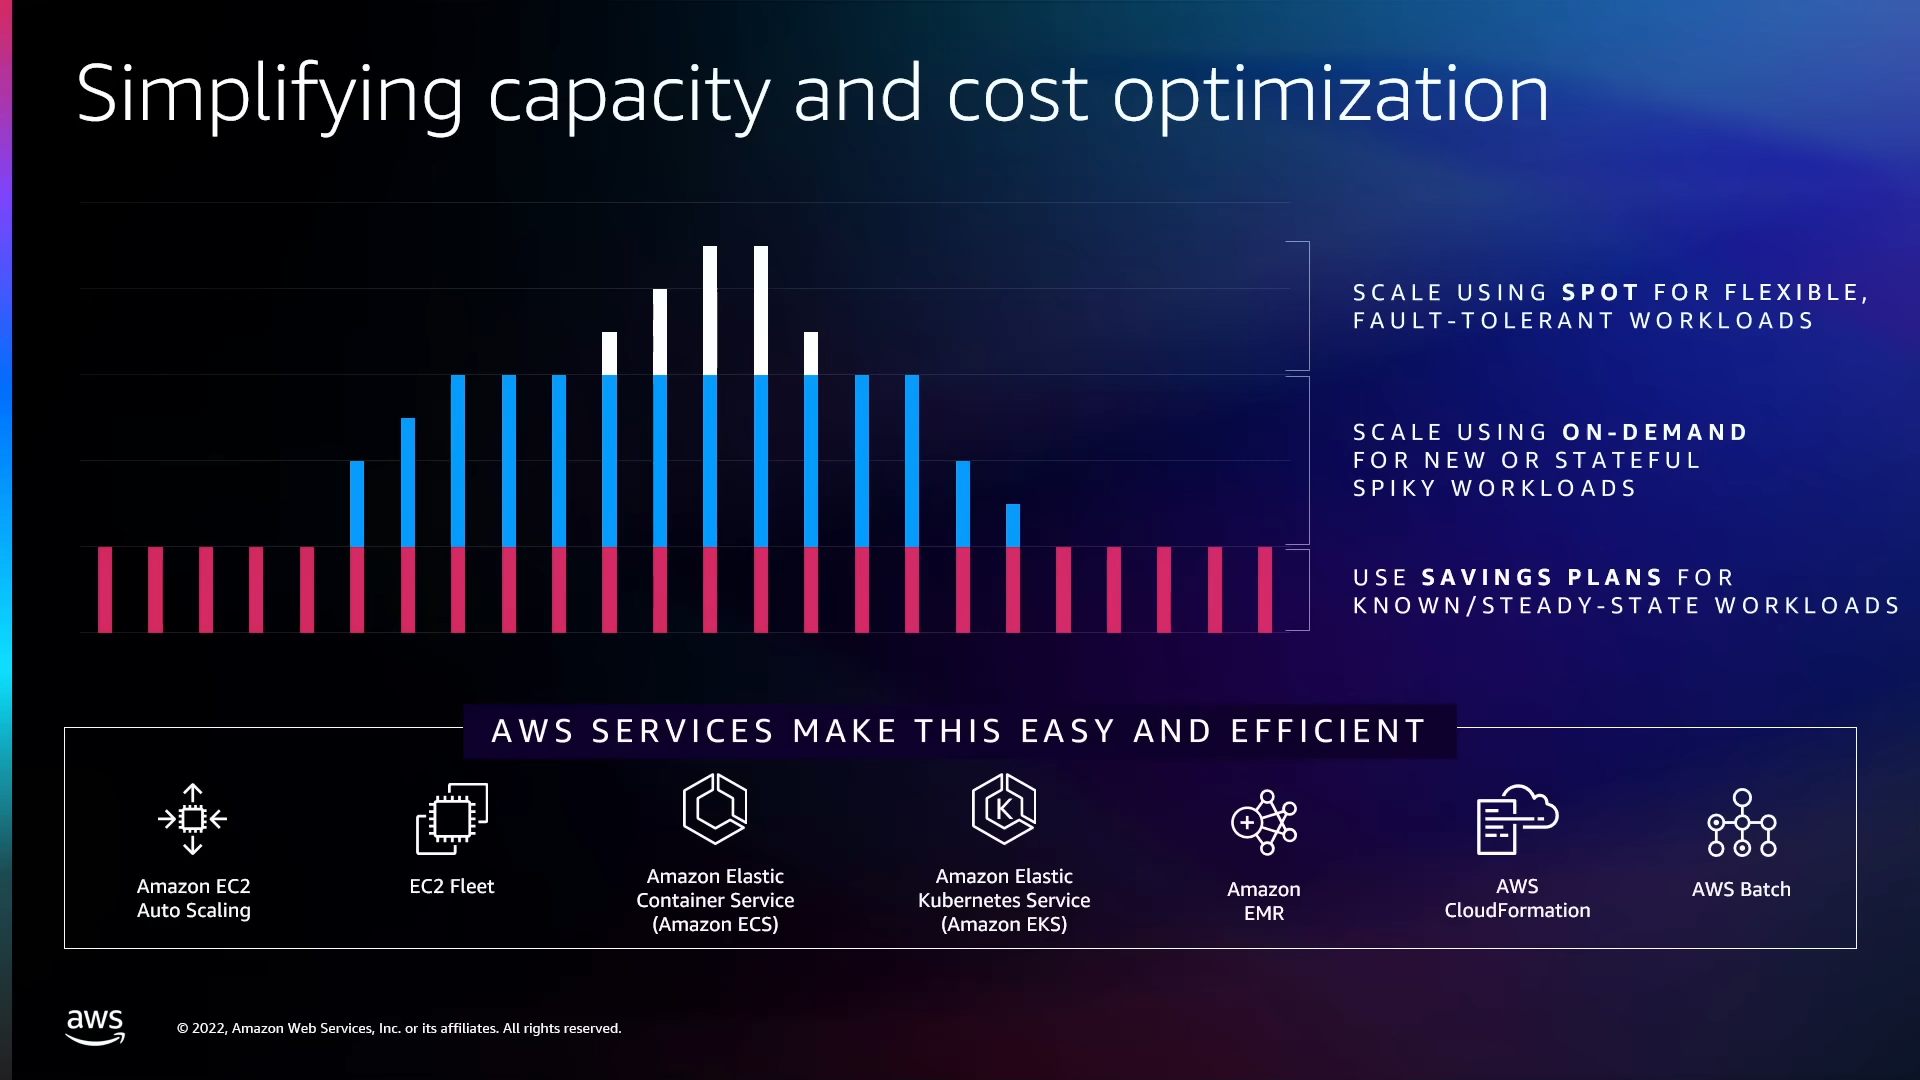 Simplifying capacity and cost optimization
SCALE USING SPOT FOR FLEXIBLE,
FAULT-TOLERANT WORKLOADS
SCALE USING ON-DEMAND
FOR NEW OR STATEFUL
SPIKY WORKLOADS
USE SAVINGS PLANS FOR
KNOWN/STEADY-STATE WORKLOADS
AWS SERVICES MAKE THIS EASY AND EFFICIENT
Amazon EC2
Auto Scaling
EC2 Fleet
Amazon Elastic
Container Service
(Amazon ECS)
K
Amazon Elastic
Kubernetes Service
(Amazon EKS)
Amazon
EMR
AWS
CloudFormation
AWS Batch
aws
© 2022, Amazon Web Services, Inc. or its affiliates. All rights reserved.